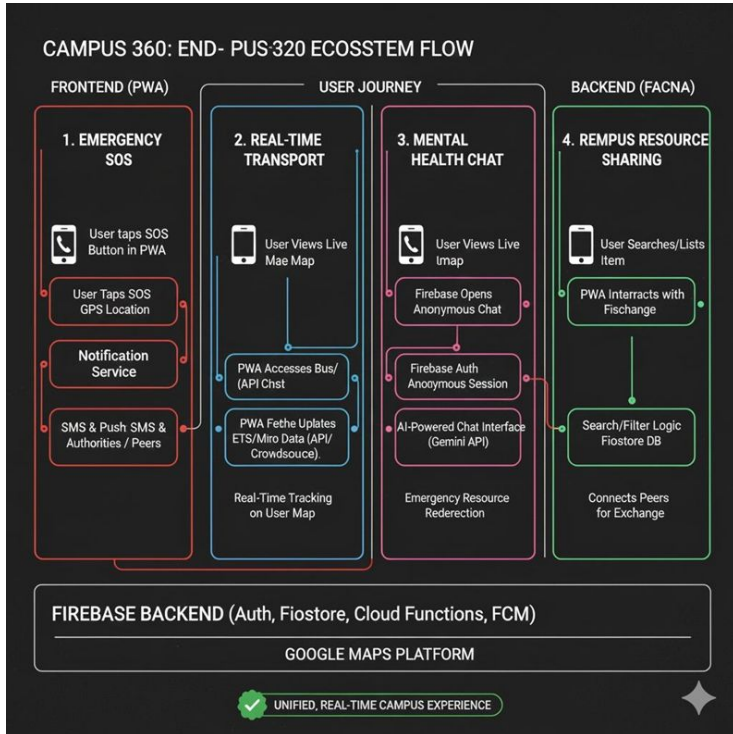 CAMPUS 360: END- PUS·320 ECOSSTEM FLOW
FRONTEND (PWA)
USER JOURNEY
BACKEND (FACNA)
1. EMERGENCY
SOS
User taps SOS
Button in PWA
User Taps SOS
GPS Location
Notification
Service
SMS & Push SMS &
Authorities / Peers
2. REAL-TIME
TRANSPORT
User Views Live
Mae Map
PWA Accesses Bus/
(API Chst
PWA Fethe Uplates
ETS/Miro Data (API/
Crowdsouce).
Real-Time Tracking
on User Map
3. MENTAL
HEALTH CHAT
User Views Live
Imap
Firebase Opens
Anonymous Chat
Firebase Auth
Anonymous Session
AI-Powered Chat Interface
(Gemini API)
Emergency Resource
Rederection
4. REMPUS RESOURCE
SHARING
User Searches/Lists
Item
PWA Interracts with
Fischange
Search/Filter Logic
Fiostore DB
Connects Peers
for Exchange
FIREBASE BACKEND (Auth, Fiostore, Cloud Functions, FCM)
GOOGLE MAPS PLATFORM
UNIFIED, REAL-TIME CAMPUS EXPERIENCE